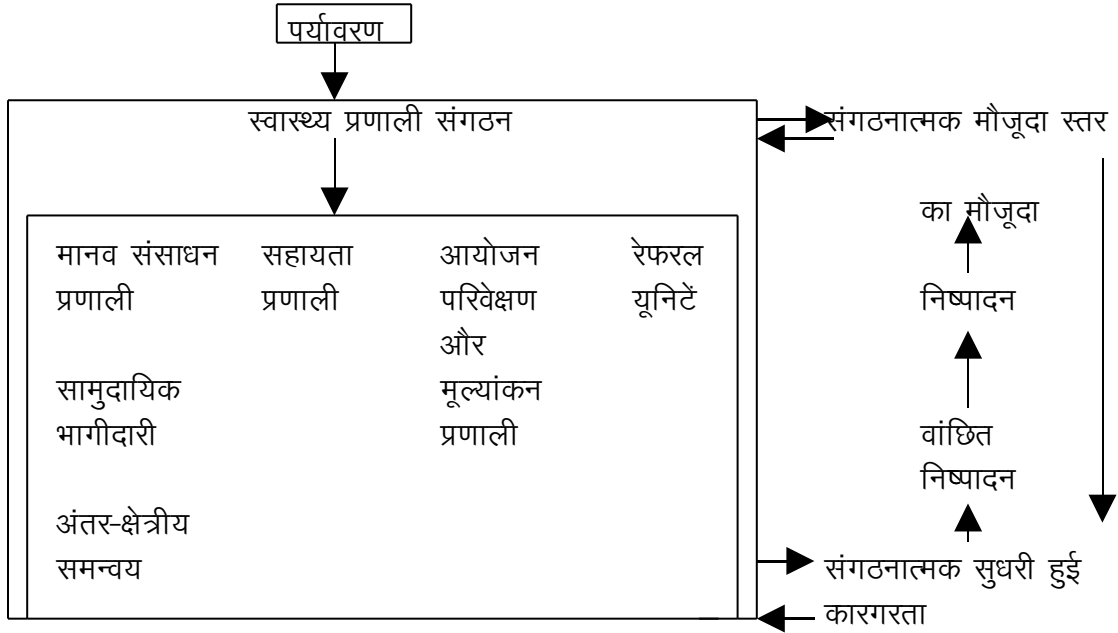 पर्यावरण
स्वास्थ्य प्रणाली संगठन
संगठनात्मक मौजूदा स्तर
का मौजूदा
मानव संसाधन सहायता आयोजन रेफरल
प्रणाली प्रणाली परिवेक्षण यूनिटें निष्पादन
और
सामुदायिक मूल्यांकन
भागीदारी प्रणाली वांछित
निष्पादन
अंतर-क्षेत्रीय
समन्वय संगठनात्मक सुधरी हुई
कारगरता